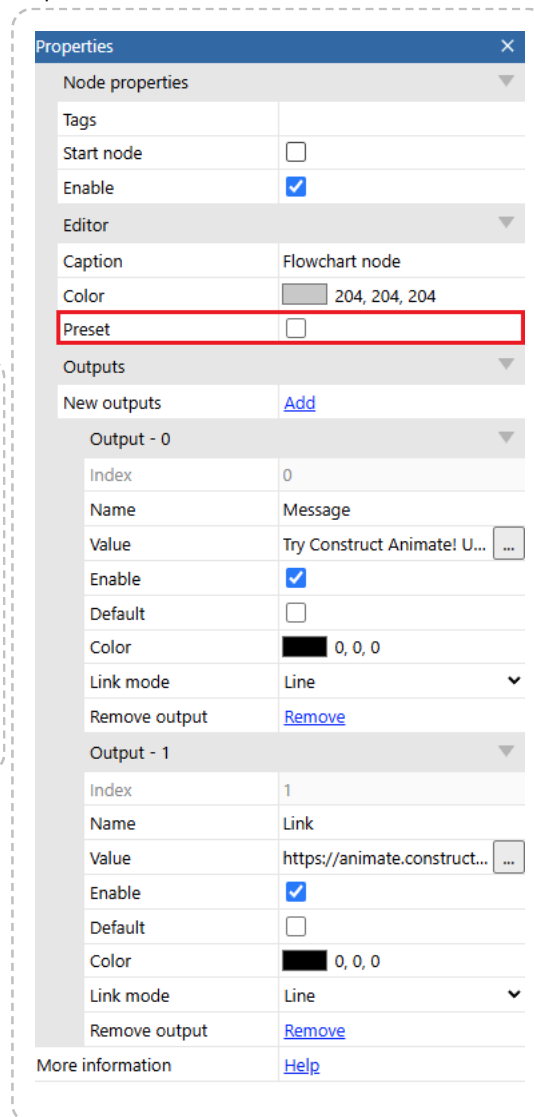 Properties
Node properties
Tags
Start node
Enable
Editor
Caption Flowchart node
Color 204, 204, 204
Preset
Outputs
New outputs Add
Output - 0
Index 0
Name Message
Value Try Construct Animate! U... ...
Enable
Default
Color 0, 0, 0
Link mode Line
Remove output Remove
Output - 1
Index 1
Name Link
Value https://animate.construct... ...
Enable
Default
Color 0, 0, 0
Link mode Line
Remove output Remove
More information Help